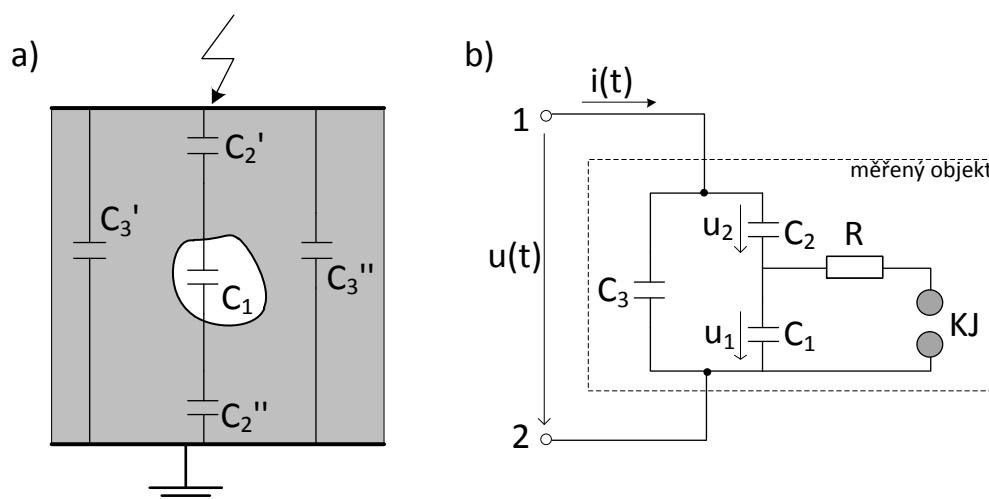 a)
C₂'
C₃'
C₃''
C₁
C₂''
b)
i(t)
1
měřený objekt
u₂
C₂
R
u(t)
C₃
KJ
u₁
C₁
2